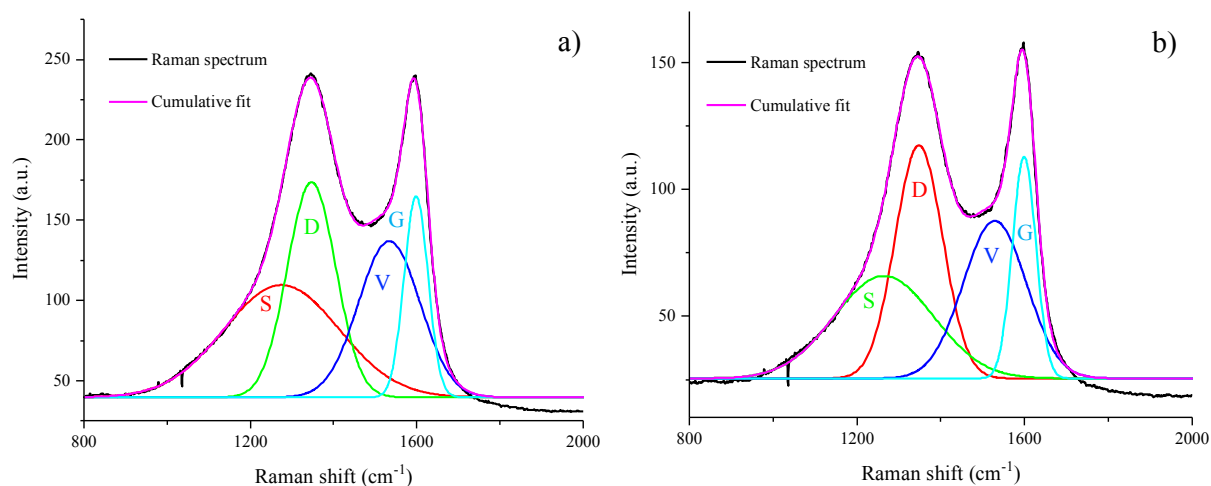 a)
Raman spectrum
Cumulative fit
250
200
150
100
50
Intensity (a.u.)
S
D
V
G
800
1200
1600
2000
Raman shift (cm⁻¹)
b)
Raman spectrum
Cumulative fit
150
100
50
Intensity (a.u.)
D
S
V
G
800
1200
1600
2000
Raman shift (cm⁻¹)